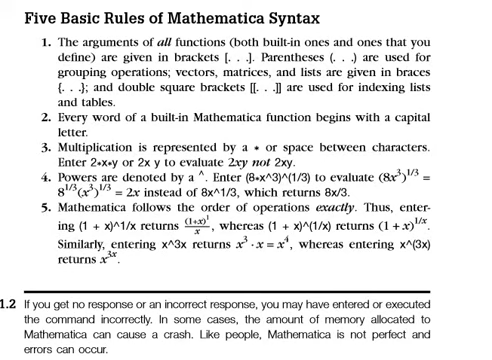 Five Basic Rules of Mathematica Syntax
1. The arguments of all functions (both built-in ones and ones that you
define) are given in brackets [. . .]. Parentheses (. . .) are used for
grouping operations; vectors, matrices, and lists are given in braces
{. . .}; and double square brackets [[. . .]] are used for indexing lists
and tables.
2. Every word of a built-in Mathematica function begins with a capital
letter.
3. Multiplication is represented by a * or space between characters.
Enter 2*x*y or 2x y to evaluate 2xy not 2xy.
4. Powers are denoted by a ^. Enter (8*x^3)^(1/3) to evaluate (8x³)^{1/3} =
8^{1/3}(x³)^{1/3} = 2x instead of 8x^1/3, which returns 8x/3.
5. Mathematica follows the order of operations exactly. Thus, enter-
ing (1 + x)^1/x returns \frac{(1+x)^1}{x}, whereas (1 + x)^(1/x) returns (1 + x)^{1/x}.
Similarly, entering x^3x returns x³ · x = x⁴, whereas entering x^(3x)
returns x^{3x}.
1.2 If you get no response or an incorrect response, you may have entered or executed
the command incorrectly. In some cases, the amount of memory allocated to
Mathematica can cause a crash. Like people, Mathematica is not perfect and
errors can occur.